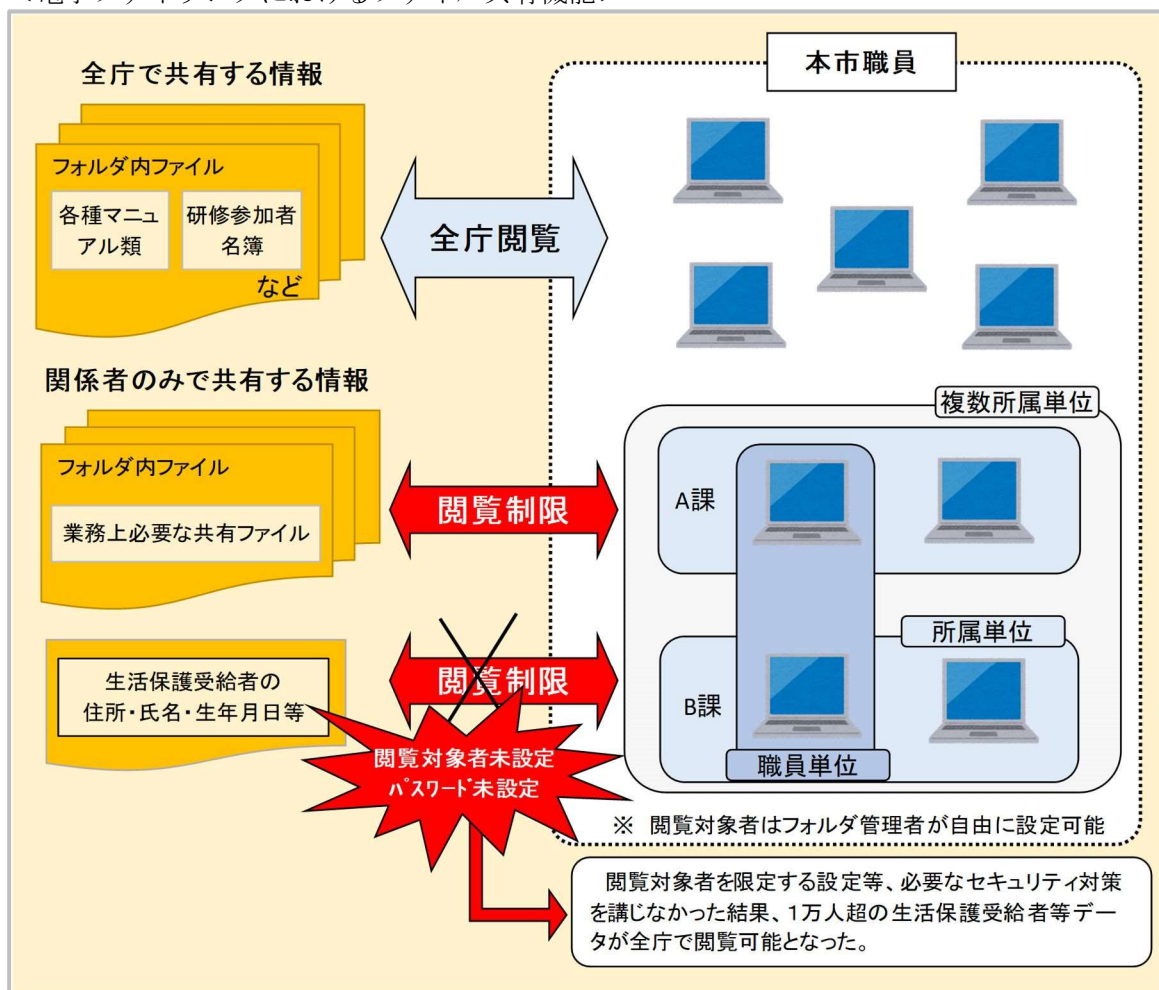 全庁で共有する情報
フォルダ内ファイル
各種マニュ
アル類
研修参加者
名簿
など
全庁閲覧
本市職員
関係者のみで共有する情報
フォルダ内ファイル
業務上必要な共有ファイル
閲覧制限
複数所属単位
A課
所属単位
B課
職員単位
生活保護受給者の
住所・氏名・生年月日等
閲覧制限
閲覧対象者未設定
ﾊﾟｽﾜｰﾄﾞ未設定
※ 閲覧対象者はフォルダ管理者が自由に設定可能
閲覧対象者を限定する設定等、必要なセキュリティ対策
を講じなかった結果、1万人超の生活保護受給者等デー
タが全庁で閲覧可能となった。